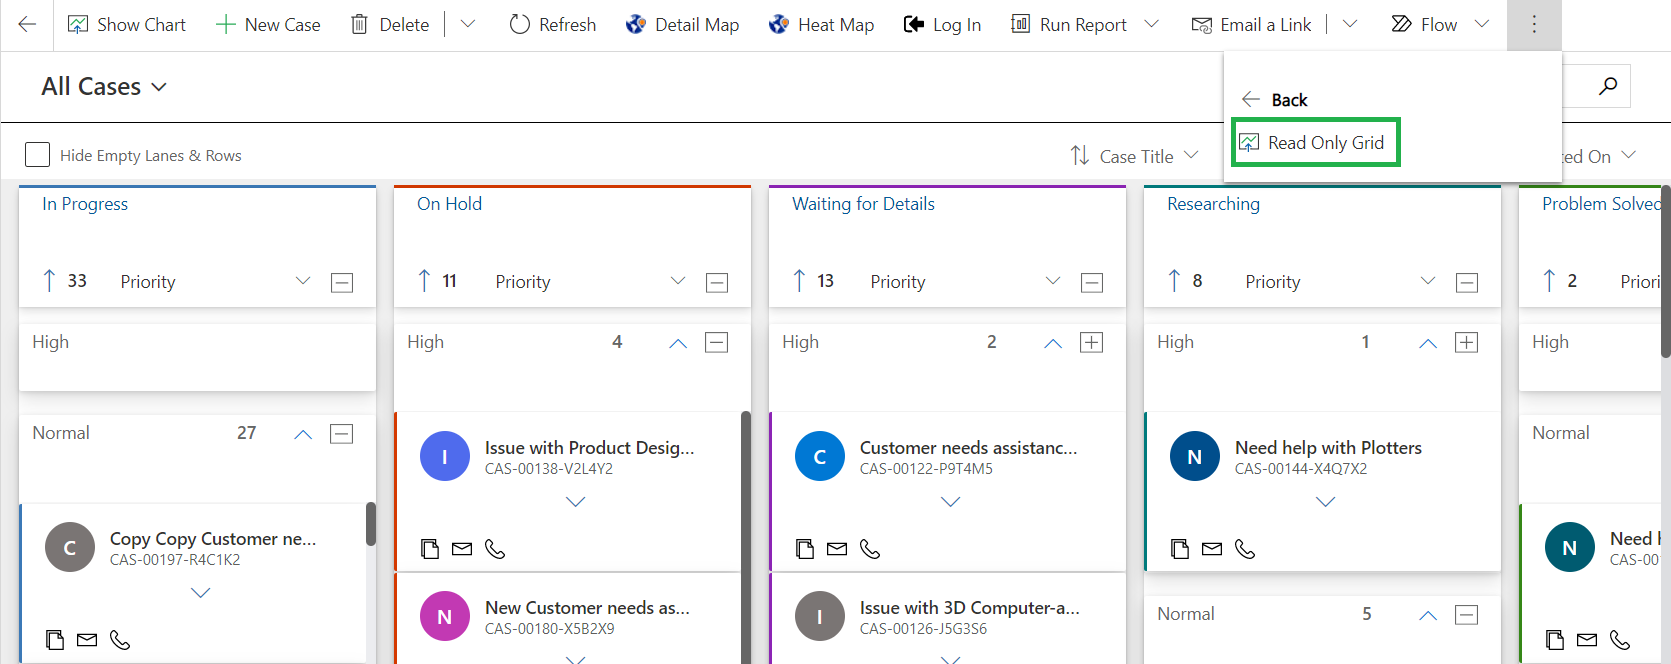 Show Chart New Case Delete Refresh Detail Map Heat Map Log In Run Report Email a Link Flow
All Cases
Back
Read Only Grid
Hide Empty Lanes & Rows Case Title ed On
In Progress On Hold Waiting for Details Researching Problem Solved
33 Priority 11 Priority 13 Priority 8 Priority 2 Priori
High High 4 High 2 High 1 High
Normal 27 Normal
I Issue with Product Desig...
CAS-00138-V2L4Y2
C Customer needs assistanc...
CAS-00122-P9T4M5
N Need help with Plotters
CAS-00144-X4Q7X2
C Copy Copy Customer ne...
CAS-00197-R4C1K2
N Need
CAS-00
N New Customer needs as...
CAS-00180-X5B2X9
I Issue with 3D Computer-a...
CAS-00126-J5G3S6
Normal 5